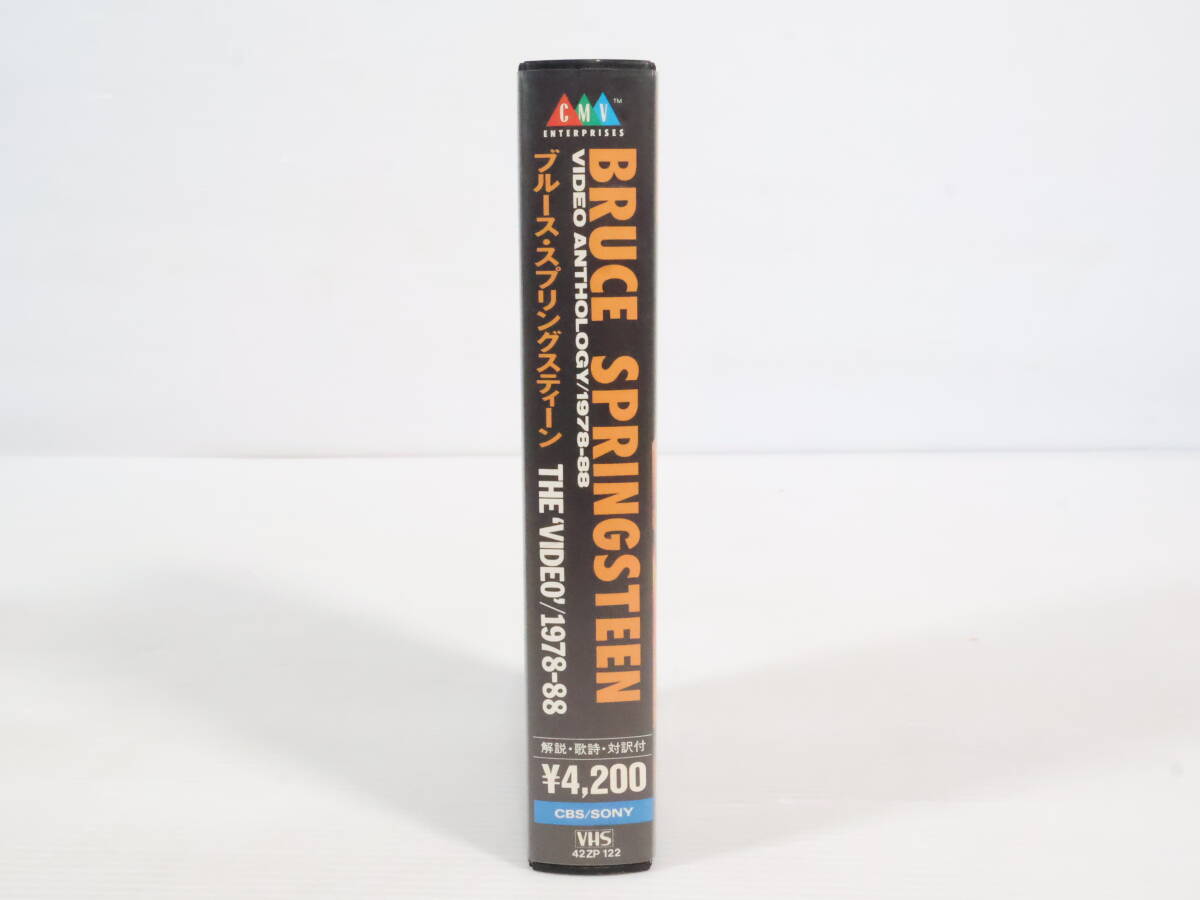 CMV™
ENTERPRISES
BRUCE SPRINGSTEEN
VIDEO ANTHOLOGY/1978-88
ブルース・スプリングスティーン THE 'VIDEO'/1978-88
解説・歌詩・対訳付
¥4,200
CBS/SONY
VHS
42ZP 122